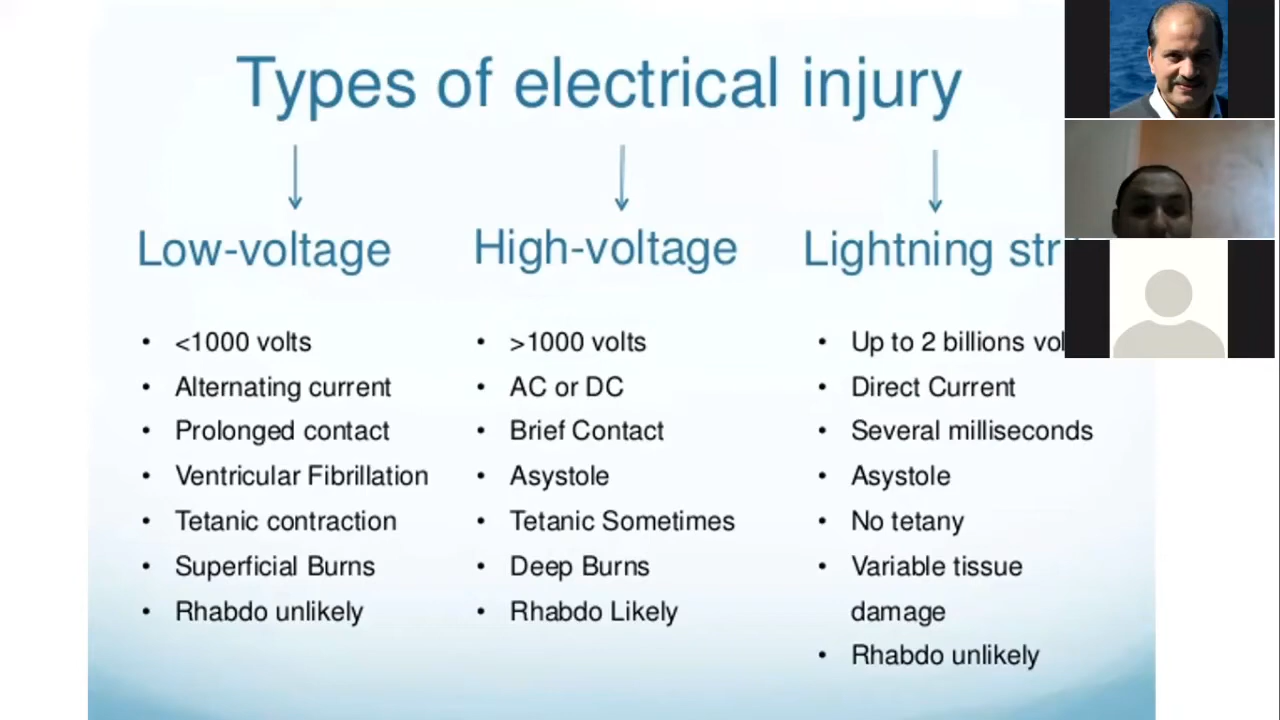 Types of electrical injury
Low-voltage
<1000 volts
Alternating current
Prolonged contact
Ventricular Fibrillation
Tetanic contraction
Superficial Burns
Rhabdo unlikely
High-voltage
>1000 volts
AC or DC
Brief Contact
Asystole
Tetanic Sometimes
Deep Burns
Rhabdo Likely
Lightning
Up to 2 billions
Direct Current
Several milliseconds
Asystole
No tetany
Variable tissue
damage
Rhabdo unlikely